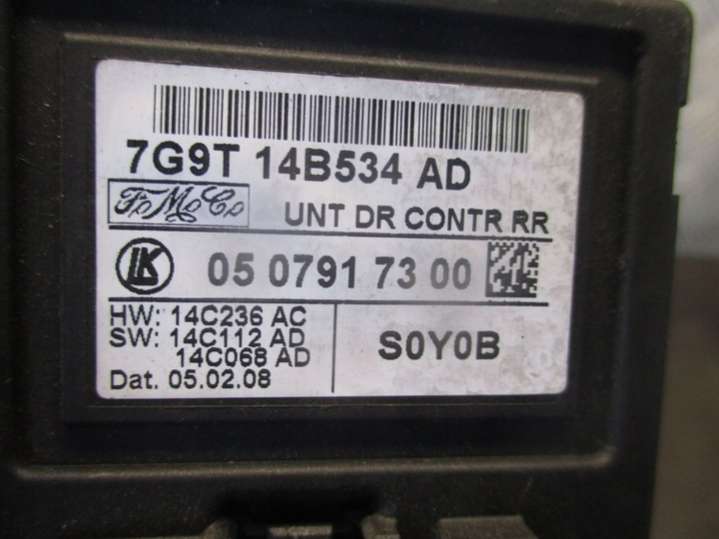 7G9T 14B534 AD
FoMoCo
UNT DR CONTR RR
LK
05 0791 73 00
HW: 14C236 AC
SW: 14C112 AD
14C068 AD
Dat. 05.02.08
S0Y0B